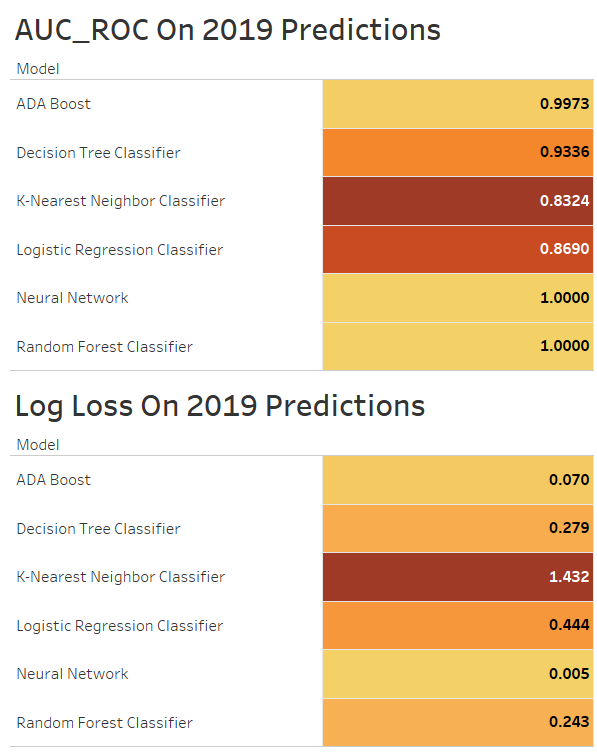 AUC_ROC On 2019 Predictions
Model
ADA Boost 0.9973
Decision Tree Classifier 0.9336
K-Nearest Neighbor Classifier 0.8324
Logistic Regression Classifier 0.8690
Neural Network 1.0000
Random Forest Classifier 1.0000
Log Loss On 2019 Predictions
Model
ADA Boost 0.070
Decision Tree Classifier 0.279
K-Nearest Neighbor Classifier 1.432
Logistic Regression Classifier 0.444
Neural Network 0.005
Random Forest Classifier 0.243